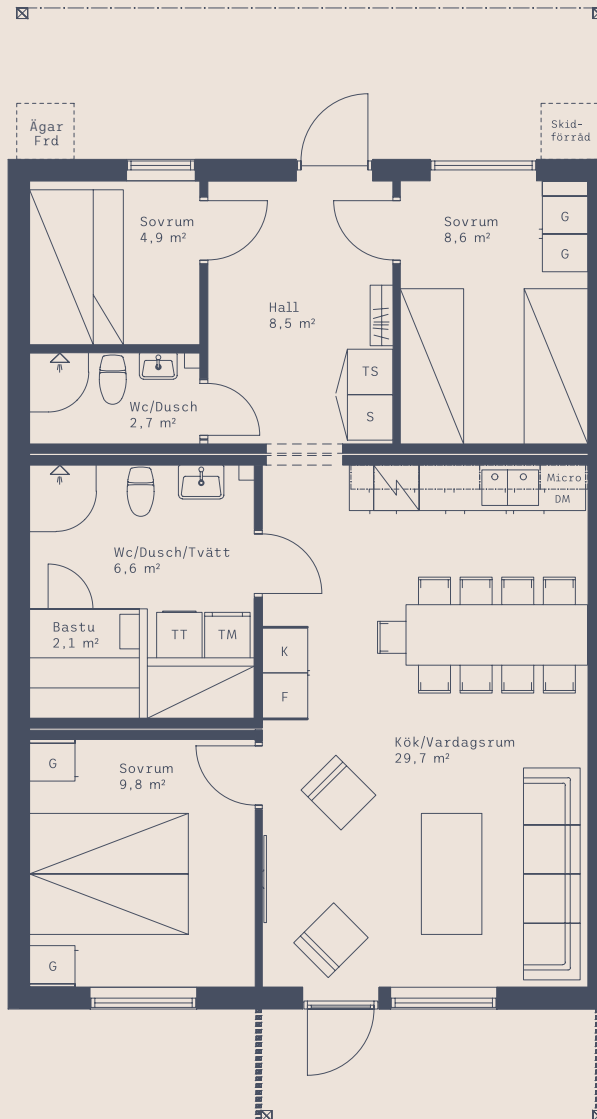 Ägar
Frd
Skid-
förråd
Sovrum
4,9 m²
Sovrum
8,6 m²
G
G
Hall
8,5 m²
TS
S
Wc/Dusch
2,7 m²
Micro
DM
Wc/Dusch/Tvätt
6,6 m²
Bastu
2,1 m²
TT
TM
K
F
Kök/Vardagsrum
29,7 m²
G
Sovrum
9,8 m²
G